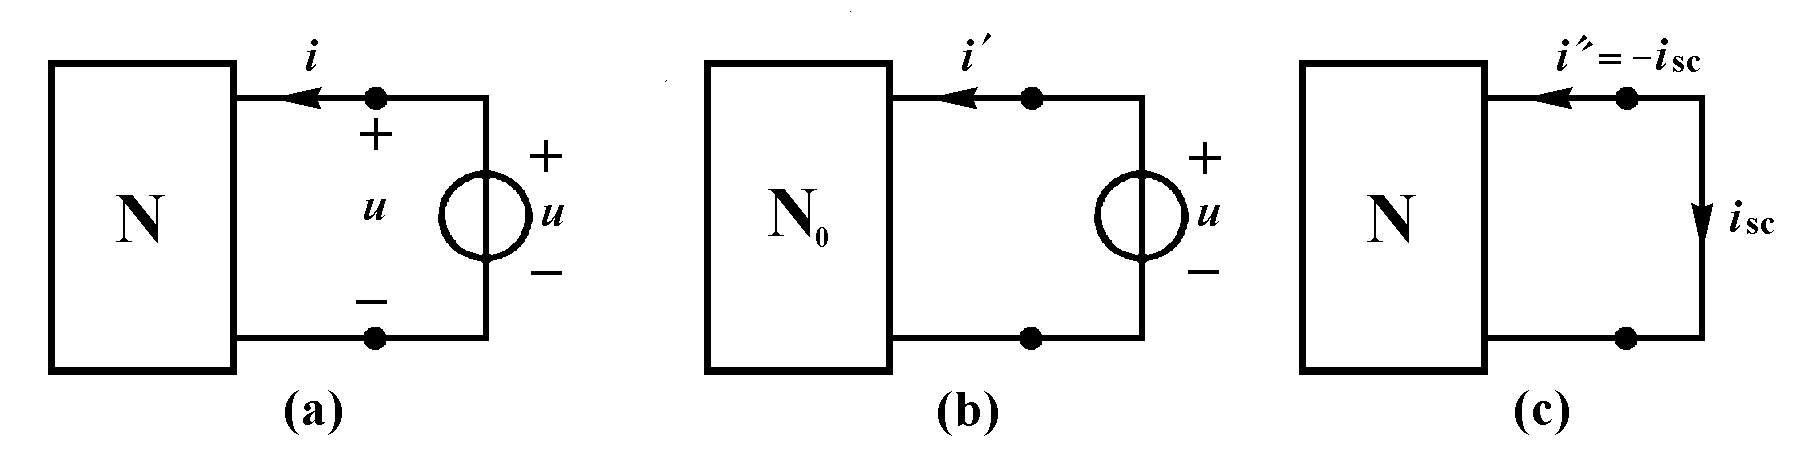 i i′ i″ = −isc
+ + + u u − −
N N₀ + u − N isc
(a) (b) (c)